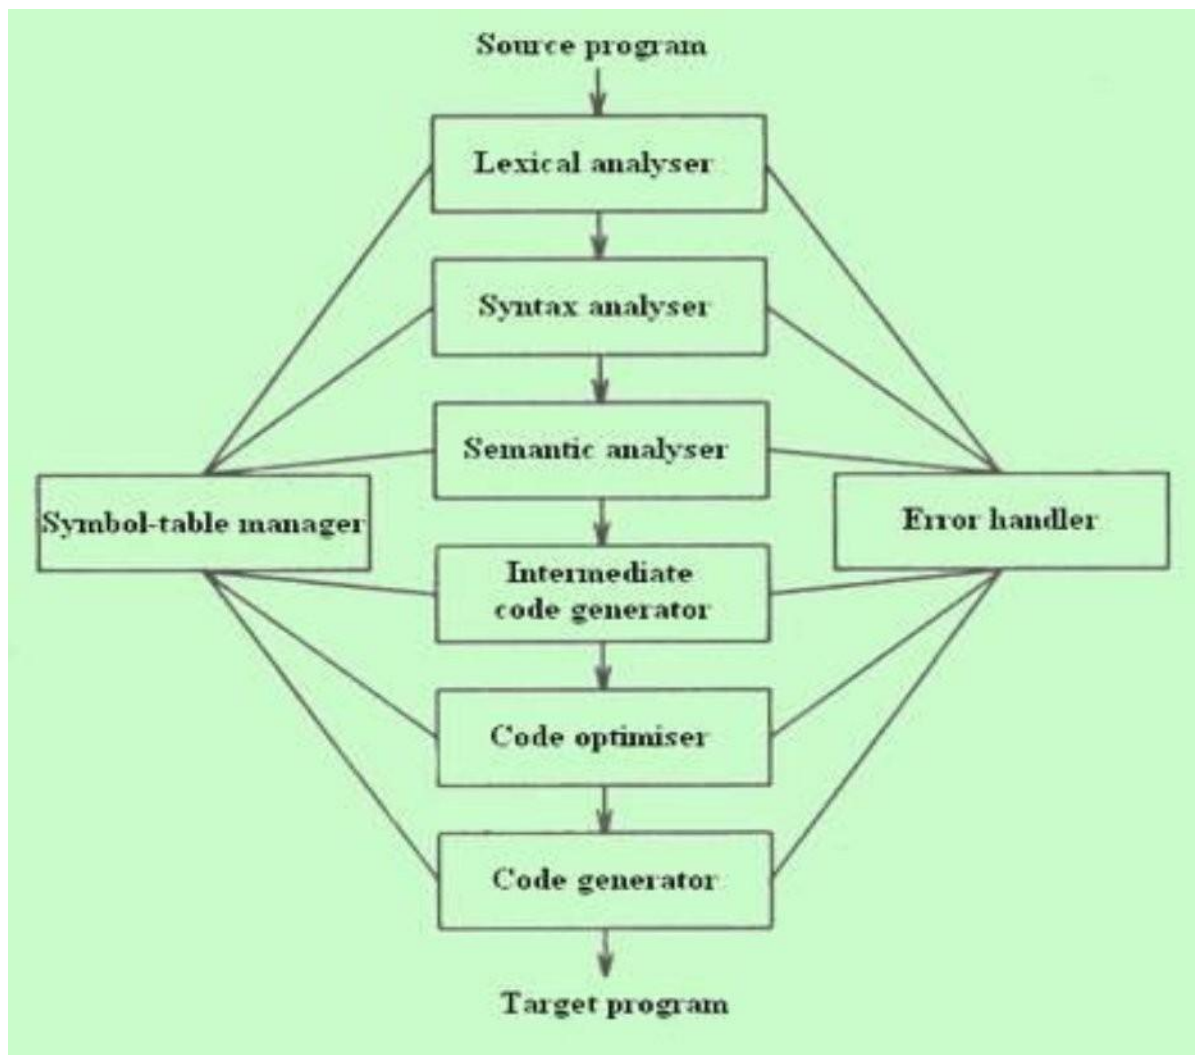 Source program
Lexical analyser
Syntax analyser
Semantic analyser
Symbol-table manager
Error handler
Intermediate
code generator
Code optimiser
Code generator
Target program